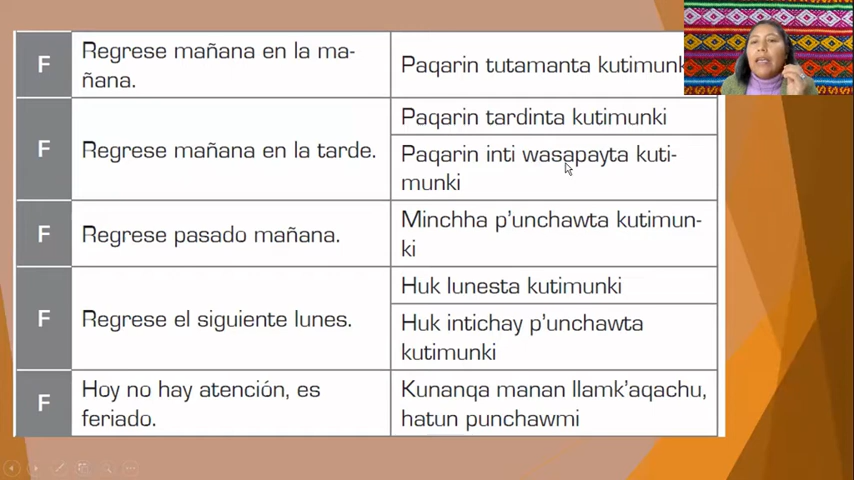 F
Regrese mañana en la ma-
ñana.
Paqarin tutamanta kutimunk
F
Regrese mañana en la tarde.
Paqarin tardinta kutimunki
Paqarin inti wasapayta kuti-
munki
F
Regrese pasado mañana.
Minchha p'unchawta kutimun-
ki
F
Regrese el siguiente lunes.
Huk lunesta kutimunki
Huk intichay p'unchawta
kutimunki
F
Hoy no hay atención, es
feriado.
Kunanqa manan llamk'aqachu,
hatun punchawmi